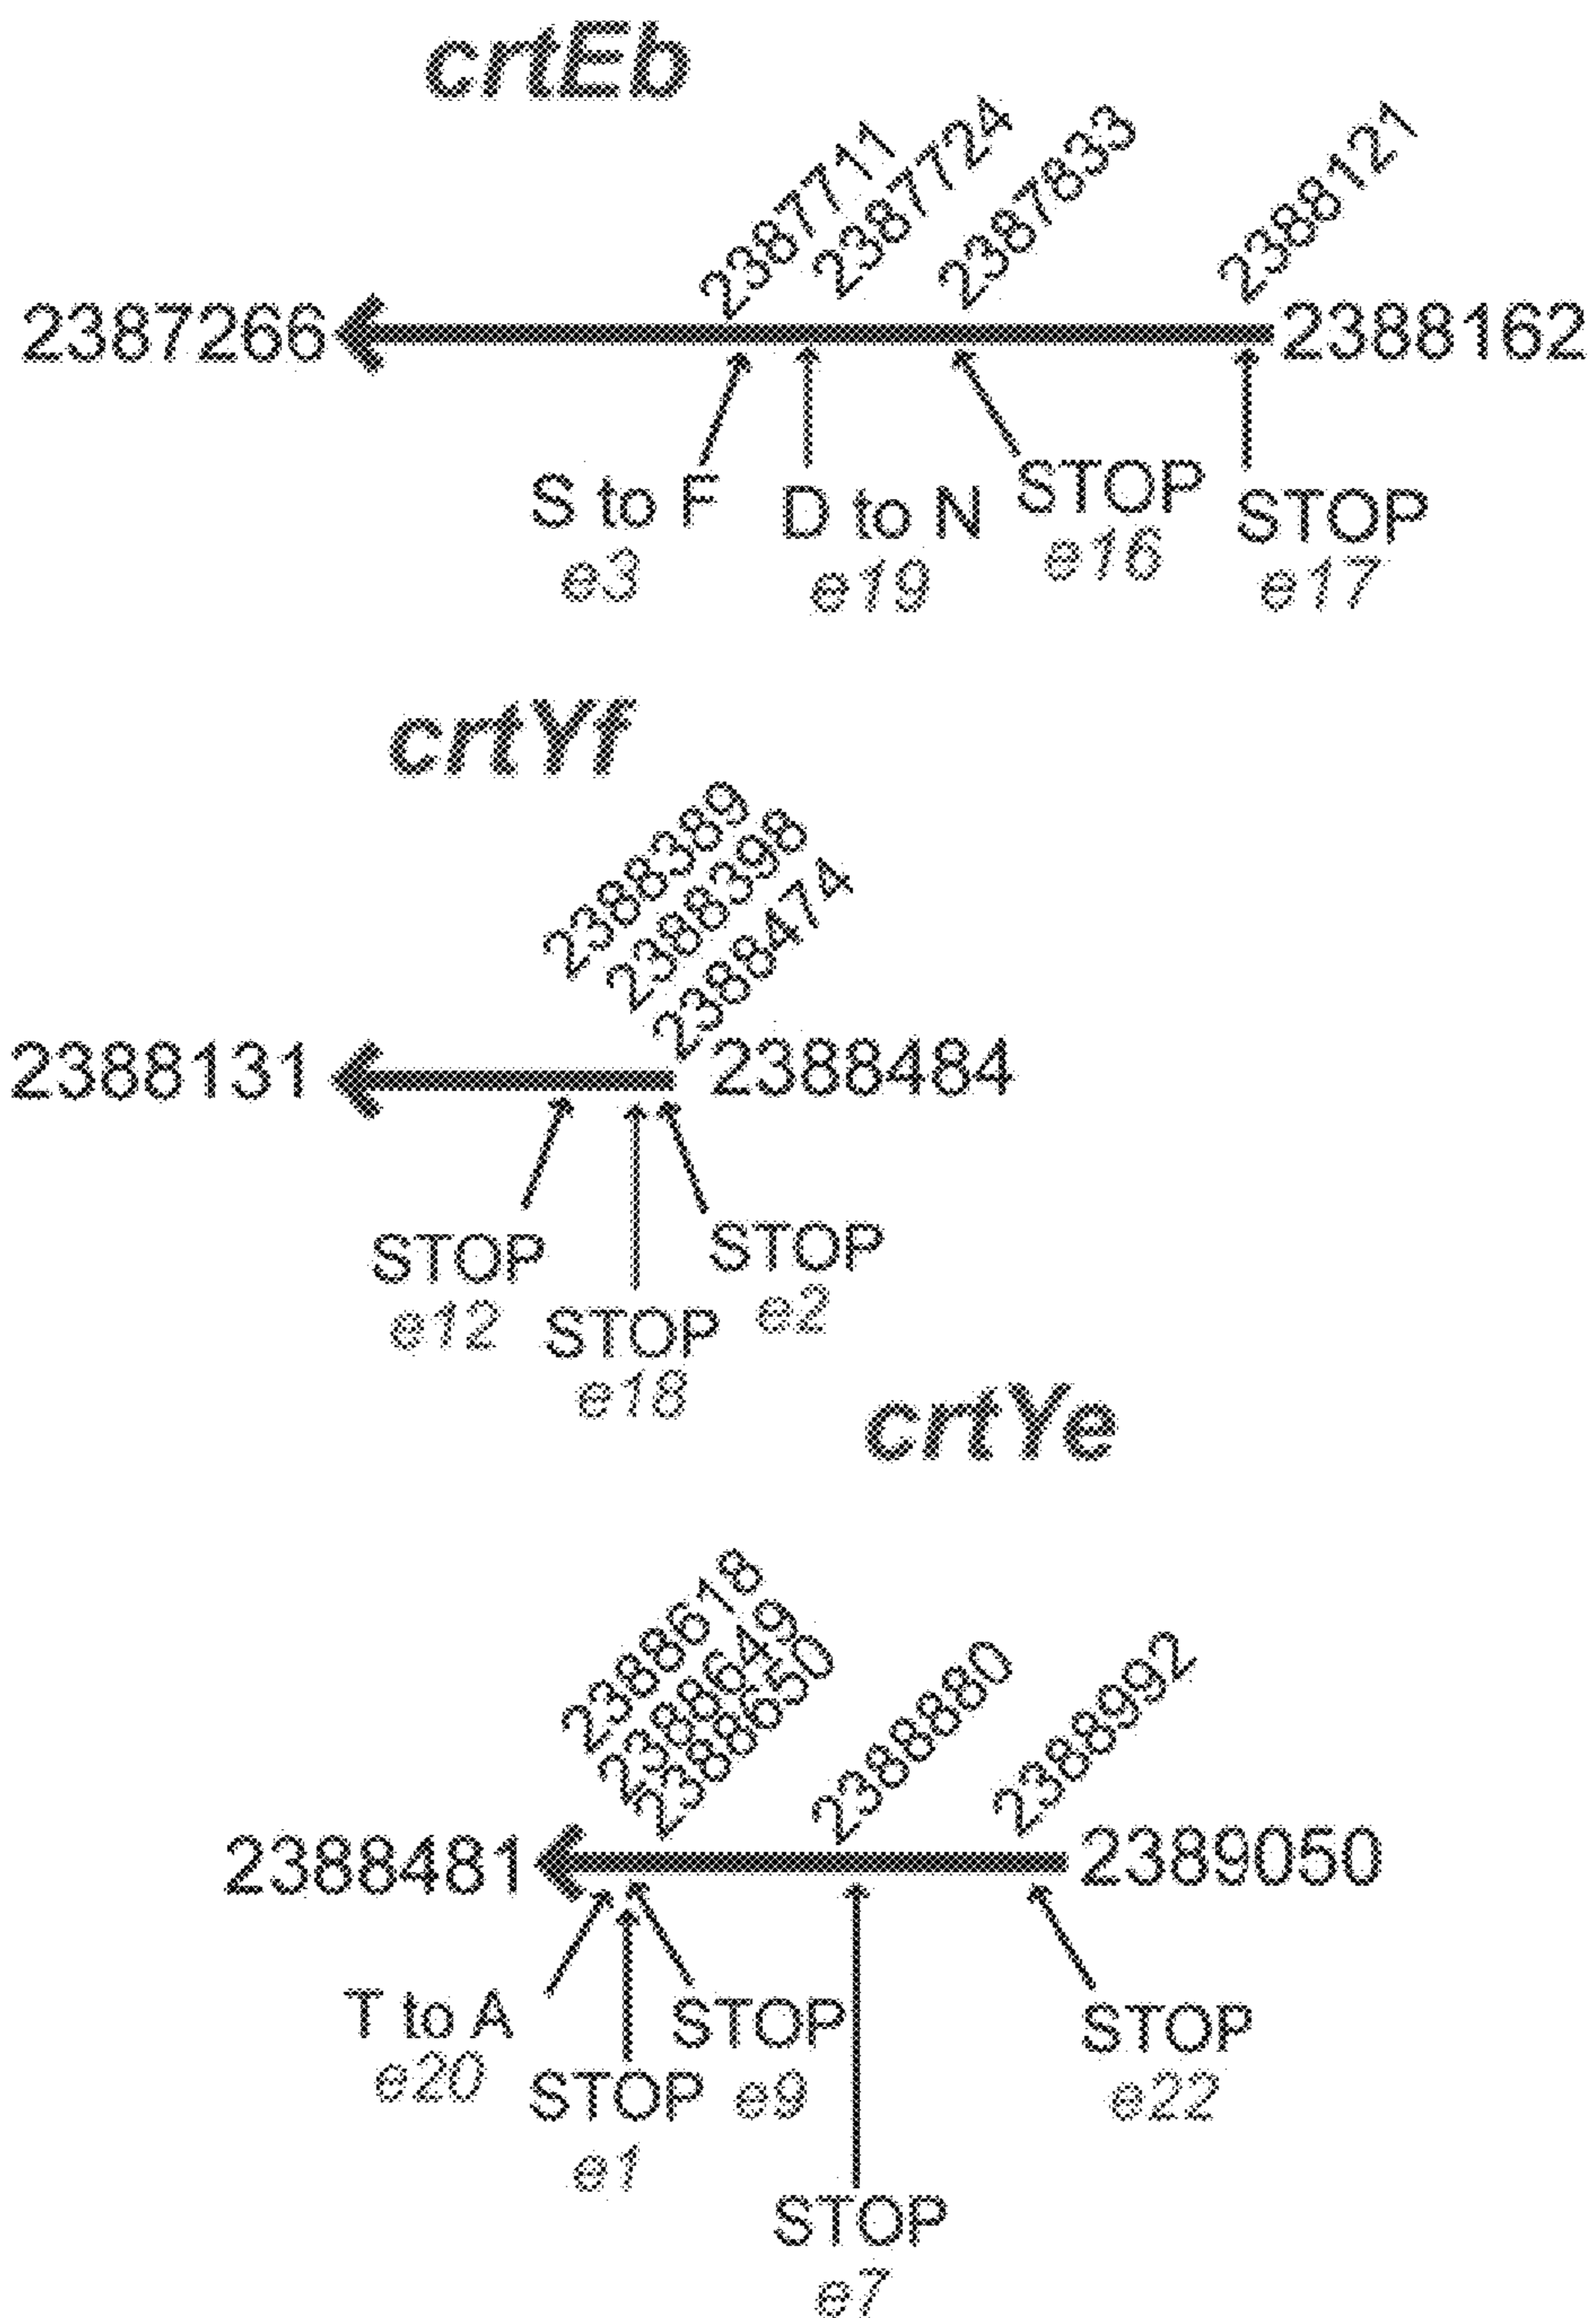 crtEb
2387711
2387724
2387833
2388121
2387266
2388162
S to F
e3
D to N
e19
STOP
e16
STOP
e17
crtYf
2388389
2388398
2388474
2388131
2388484
STOP
e12
STOP
e18
STOP
e2
crtYe
2388618
2388649
2388650
2388880
2388992
2388481
2389050
T to A
e20
STOP
e1
STOP
e9
STOP
e7
STOP
e22